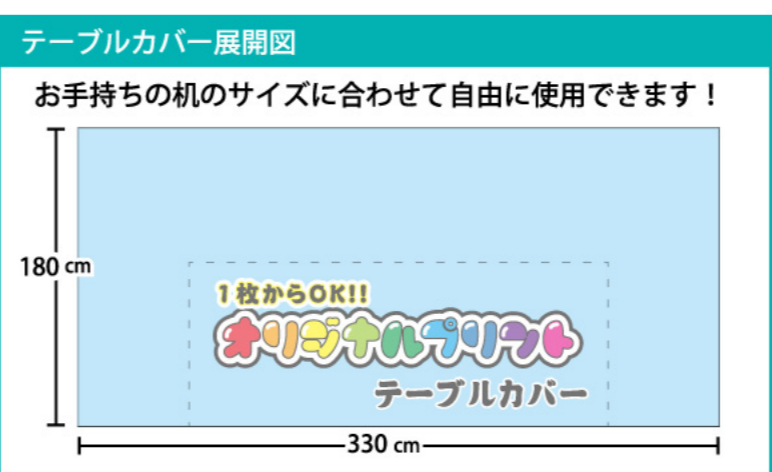 テーブルカバー展開図
お手持ちの机のサイズに合わせて自由に使用できます！
180 cm
1枚からOK!!
オリジナルプリント
テーブルカバー
330 cm